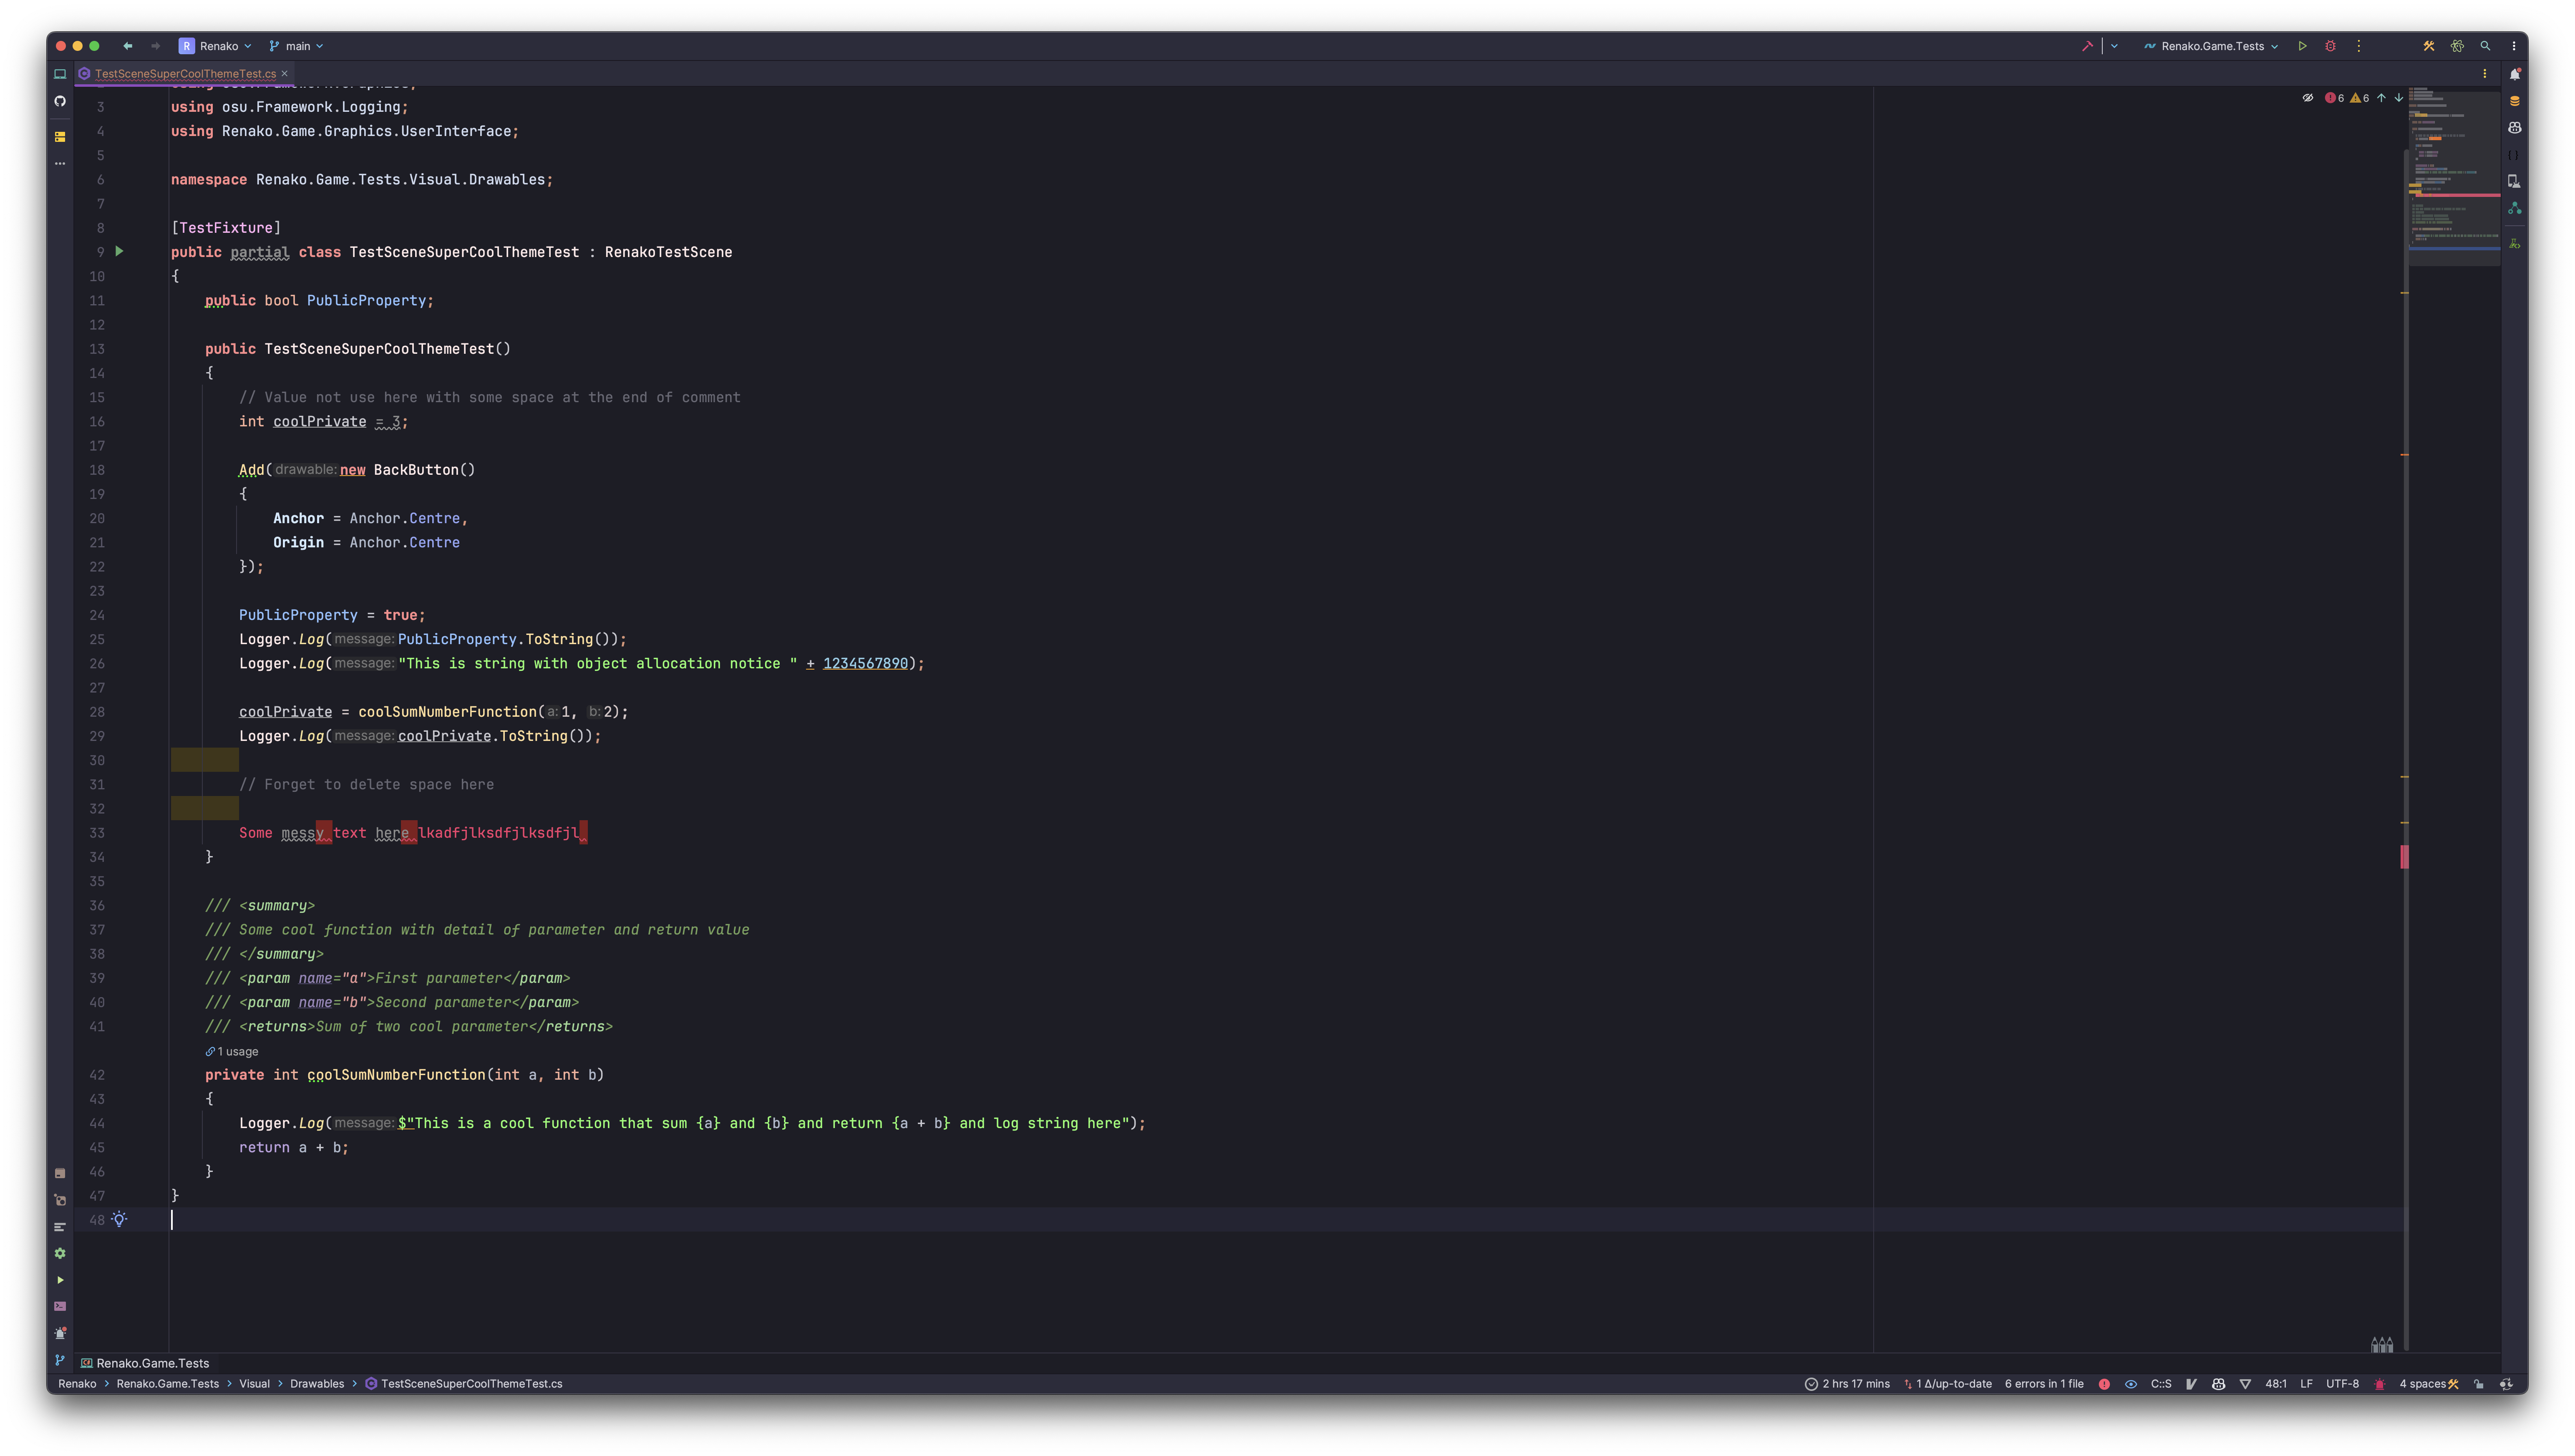 R Renako main Renako.Game.Tests
TestSceneSuperCoolThemeTest.cs
6 6
3 using osu.Framework.Logging;
4 using Renako.Game.Graphics.UserInterface;
5
6 namespace Renako.Game.Tests.Visual.Drawables;
7
8 [TestFixture]
9 public partial class TestSceneSuperCoolThemeTest : RenakoTestScene
10 {
11 public bool PublicProperty;
12
13 public TestSceneSuperCoolThemeTest()
14 {
15 // Value not use here with some space at the end of comment
16 int coolPrivate = 3;
17
18 Add( drawable: new BackButton()
19 {
20 Anchor = Anchor.Centre,
21 Origin = Anchor.Centre
22 });
23
24 PublicProperty = true;
25 Logger.Log( message: PublicProperty.ToString());
26 Logger.Log( message: "This is string with object allocation notice " + 1234567890);
27
28 coolPrivate = coolSumNumberFunction( a: 1, b: 2);
29 Logger.Log( message: coolPrivate.ToString());
30
31 // Forget to delete space here
32
33 Some messy text here lkadfjlksdfjlksdfjl
34 }
35
36 /// <summary>
37 /// Some cool function with detail of parameter and return value
38 /// </summary>
39 /// <param name="a">First parameter</param>
40 /// <param name="b">Second parameter</param>
41 /// <returns>Sum of two cool parameter</returns>
1 usage
42 private int coolSumNumberFunction(int a, int b)
43 {
44 Logger.Log( message: $"This is a cool function that sum {a} and {b} and return {a + b} and log string here");
45 return a + b;
46 }
47 }
48
Renako.Game.Tests
Renako > Renako.Game.Tests > Visual > Drawables > TestSceneSuperCoolThemeTest.cs 2 hrs 17 mins 1 Δ/up-to-date 6 errors in 1 file C::S 48:1 LF UTF-8 4 spaces